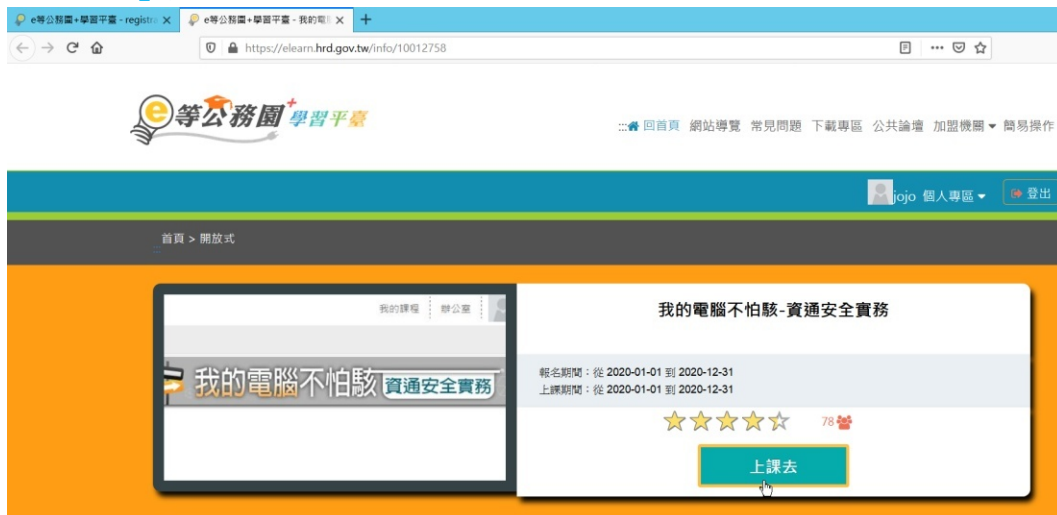 e等公務園+學習平臺 - registra
e等公務園+學習平臺 - 我的電腦
https://elearn.hrd.gov.tw/info/10012758
e等公務園+學習平臺
回首頁 網站導覽 常見問題 下載專區 公共論壇 加盟機關 簡易操作
jojo 個人專區 登出
首頁 > 開放式
我的課程 辦公室
我的電腦不怕駭 資通安全實務
我的電腦不怕駭-資通安全實務
報名期間：從 2020-01-01 到 2020-12-31
上課期間：從 2020-01-01 到 2020-12-31
78
上課去